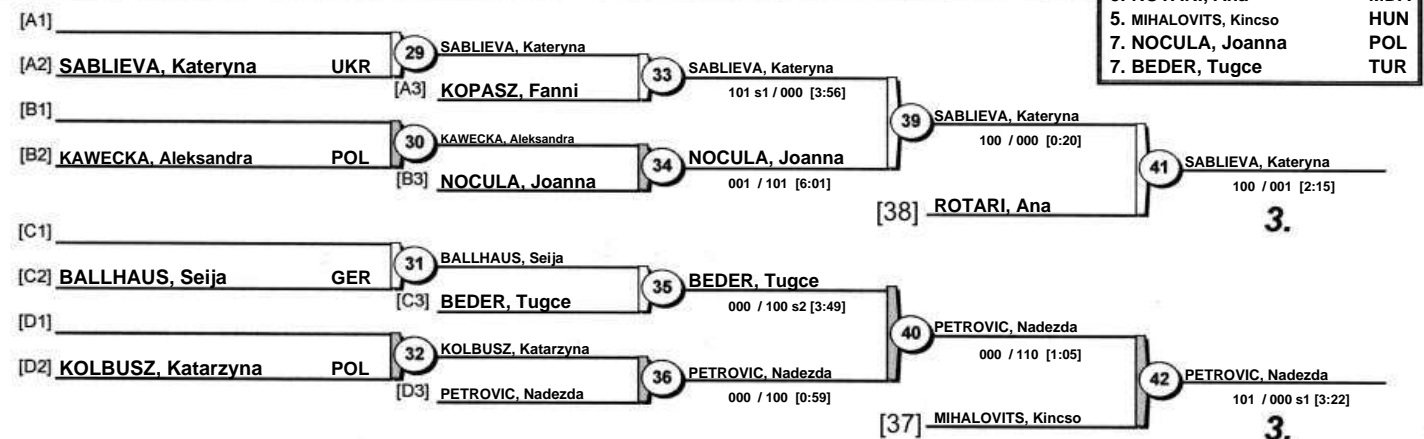 [A1]
[A2] SABLIEVA, Kateryna UKR
29
SABLIEVA, Kateryna
[A3] KOPASZ, Fanni
33
SABLIEVA, Kateryna
101 s1 / 000 [3:56]
[B1]
[B2] KAWECKA, Aleksandra POL
30
KAWECKA, Aleksandra
[B3] NOCULA, Joanna
34
NOCULA, Joanna
001 / 101 [6:01]
39
SABLIEVA, Kateryna
100 / 000 [0:20]
[38] ROTARI, Ana
41
SABLIEVA, Kateryna
100 / 001 [2:15]
3.
[C1]
[C2] BALLHAUS, Seija GER
31
BALLHAUS, Seija
[C3] BEDER, Tugce
35
BEDER, Tugce
000 / 100 s2 [3:49]
[D1]
[D2] KOLBUSZ, Katarzyna POL
32
KOLBUSZ, Katarzyna
[D3] PETROVIC, Nadezda
36
PETROVIC, Nadezda
000 / 100 [0:59]
40
PETROVIC, Nadezda
000 / 110 [1:05]
[37] MIHALOVITS, Kincso
42
PETROVIC, Nadezda
101 / 000 s1 [3:22]
3.
5. MIHALOVITS, Kincso HUN
7. NOCULA, Joanna POL
7. BEDER, Tugce TUR